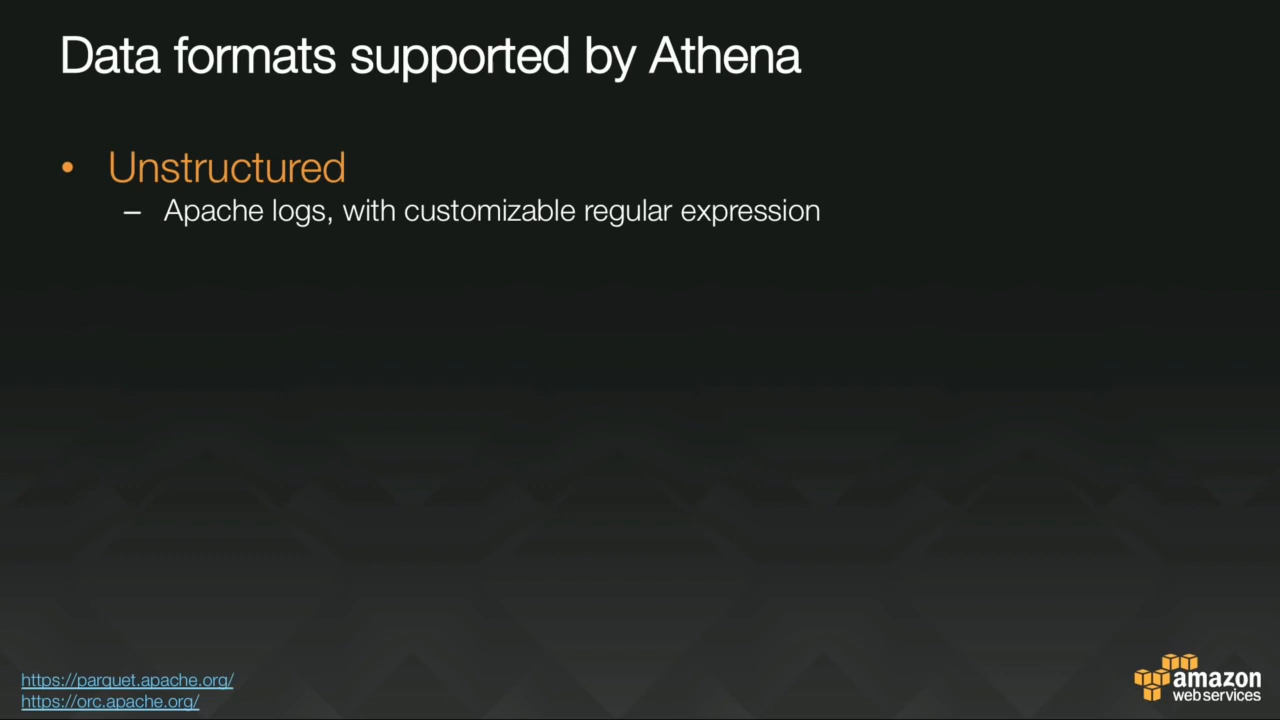 Data formats supported by Athena
• Unstructured
– Apache logs, with customizable regular expression
https://parquet.apache.org/
https://orc.apache.org/
amazon
web services